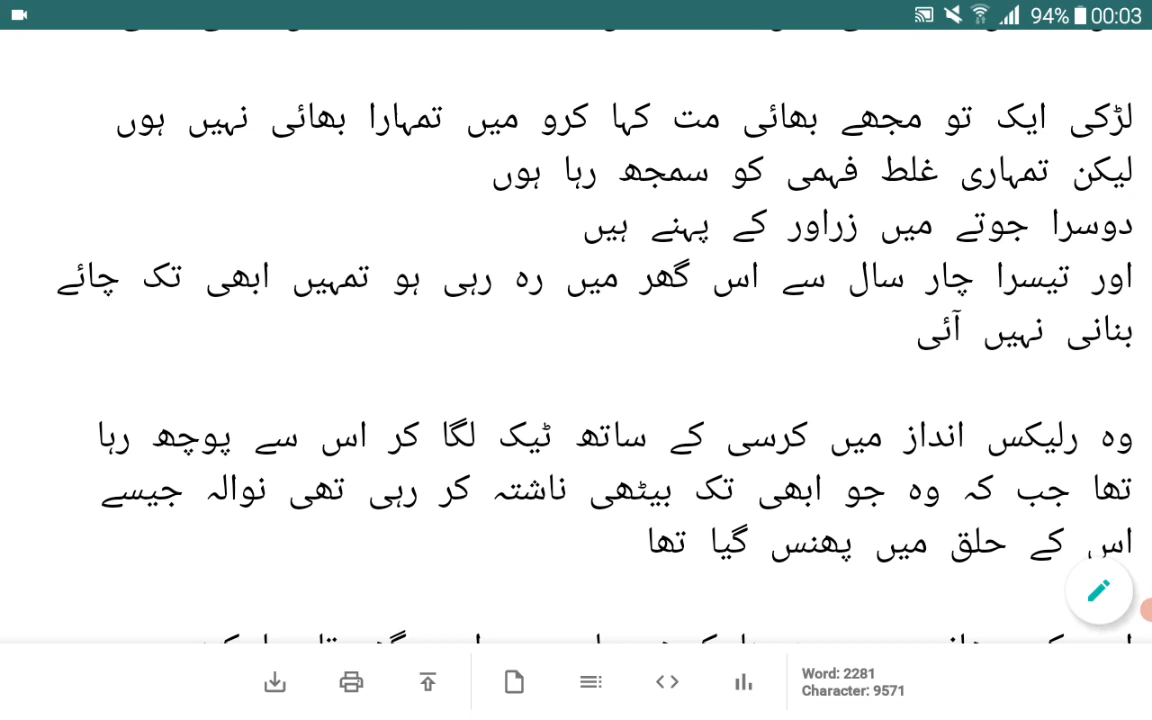 94% 00:03
لڑکی ایک تو مجھے بھائی مت کہا کرو میں تمہارا بھائی نہیں ہوں
لیکن تمہاری غلط فہمی کو سمجھ رہا ہوں
دوسرا جوتے میں زراور کے پہنے ہیں
اور تیسرا چار سال سے اس گھر میں رہ رہی ہو تمہیں ابھی تک چائے
بنانی نہیں آئی
وہ رلیکس انداز میں کرسی کے ساتھ ٹیک لگا کر اس سے پوچھ رہا
تھا جب کہ وہ جو ابھی تک بیٹھی ناشتہ کر رہی تھی نوالہ جیسے
اس کے حلق میں پھنس گیا تھا
Word: 2281
Character: 9571